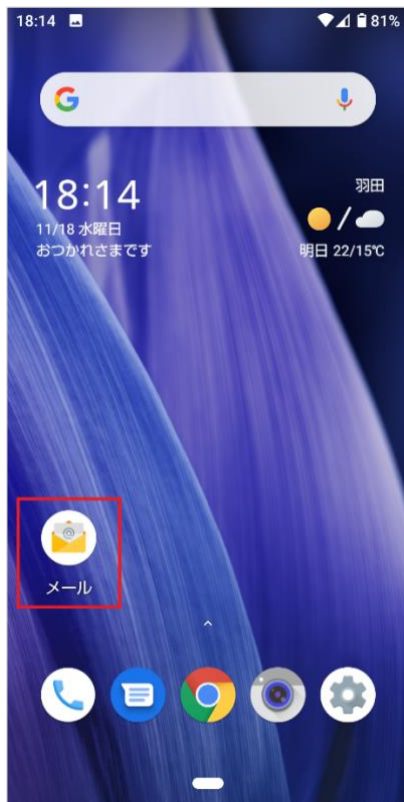 18:14 81%
18:14
羽田
11/18 水曜日
おつかれさまです
明日 22/15℃
メール